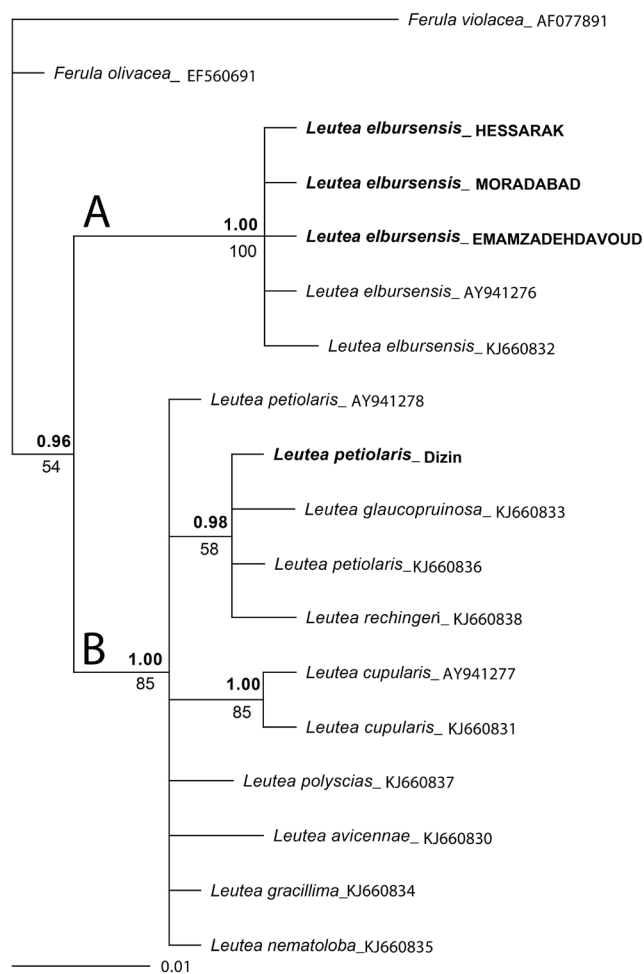 Ferula violacea_ AF077891
Ferula olivacea_ EF560691
Leutea elbursensis_ HESSARAK
Leutea elbursensis_ MORADABAD
A
1.00
Leutea elbursensis_ EMAMZADEHDAVOUD
100
Leutea elbursensis_ AY941276
Leutea elbursensis_ KJ660832
Leutea petiolaris_ AY941278
0.96
Leutea petiolaris_ Dizin
54
Leutea glaucopruinosa_ KJ660833
0.98
58
Leutea petiolaris_KJ660836
Leutea rechingeri_ KJ660838
B
1.00
85
Leutea cupularis_ AY941277
1.00
85
Leutea cupularis_ KJ660831
Leutea polyscias_ KJ660837
Leutea avicennae_ KJ660830
Leutea gracillima_KJ660834
Leutea nematoloba_KJ660835
0.01